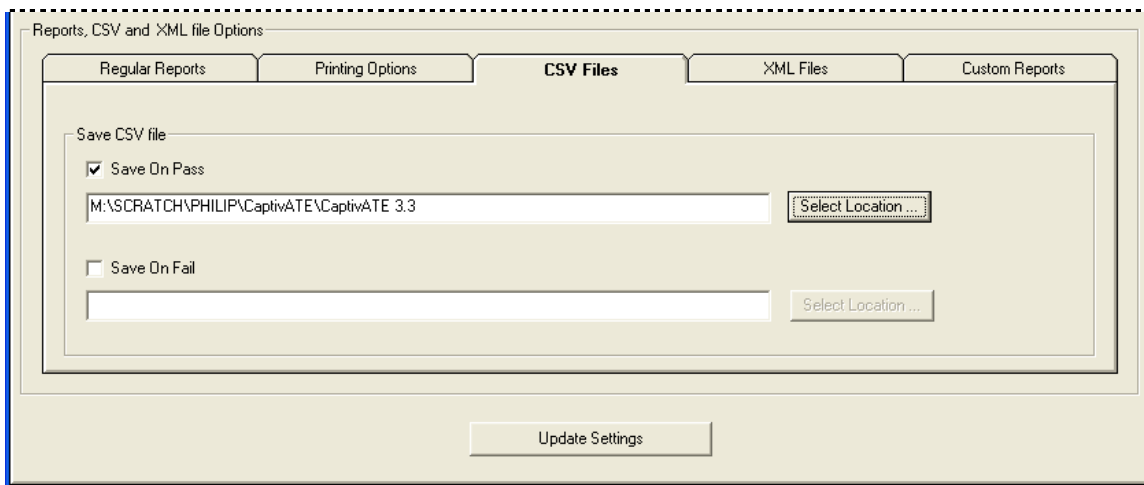 Reports, CSV and XML file Options
Regular Reports Printing Options CSV Files XML Files Custom Reports
Save CSV file
Save On Pass
M:\SCRATCH\PHILIP\CaptivATE\CaptivATE 3.3 Select Location ...
Save On Fail
Select Location ...
Update Settings